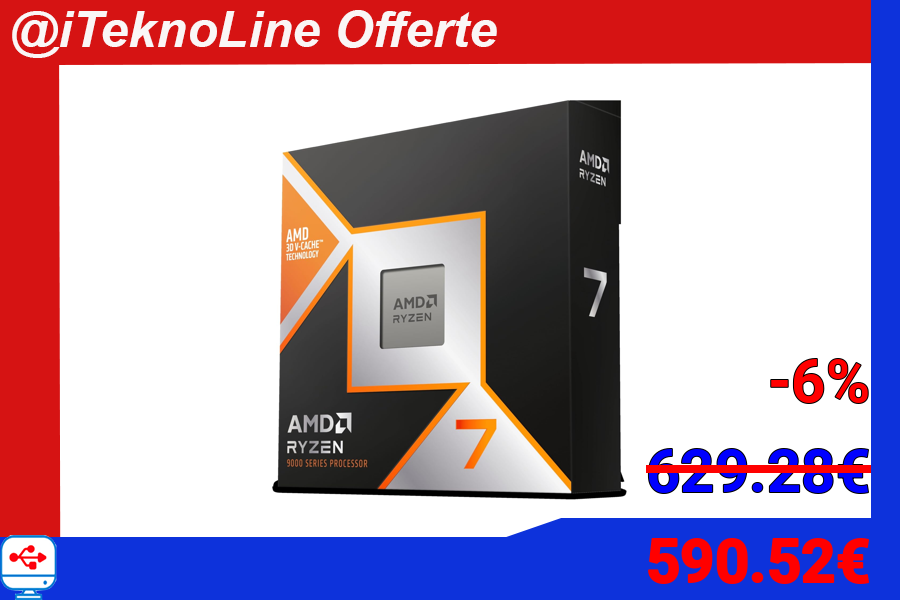 @iTeknoLine Offerte
AMD
3D V-CACHE™
TECHNOLOGY
AMD
RYZEN
AMD
RYZEN
7
AMD
RYZEN
9000 SERIES PROCESSOR
7
-6%
629.28€
590.52€